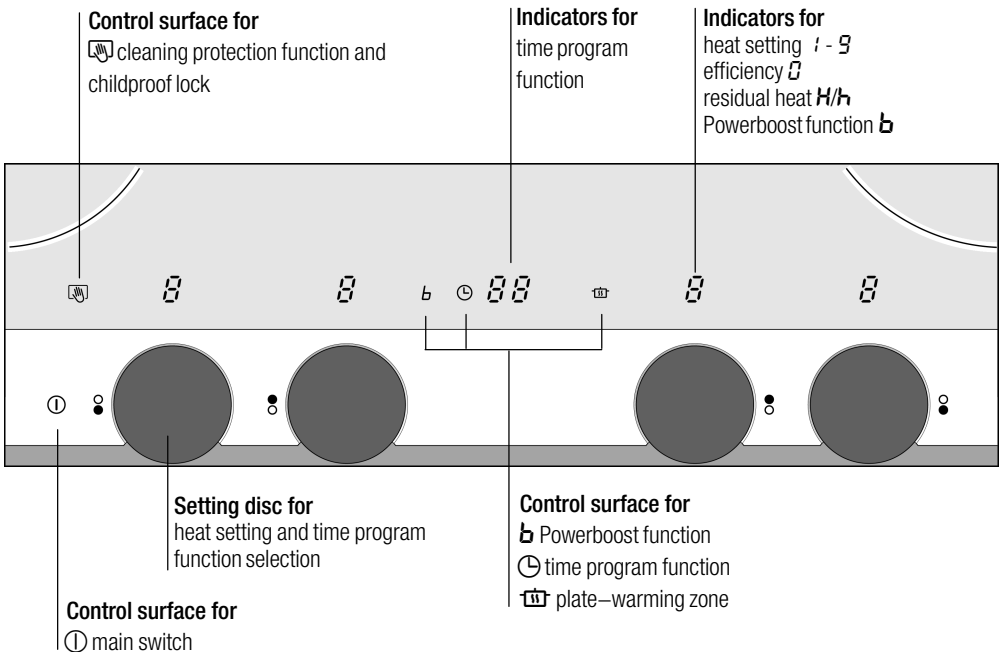 Control surface for
cleaning protection function and
childproof lock
Indicators for
time program
function
Indicators for
heat setting 1 - 9
efficiency 0
residual heat H/h
Powerboost function b
8 8 b 88 8 8
Setting disc for
heat setting and time program
function selection
Control surface for
b Powerboost function
time program function
plate–warming zone
Control surface for
main switch